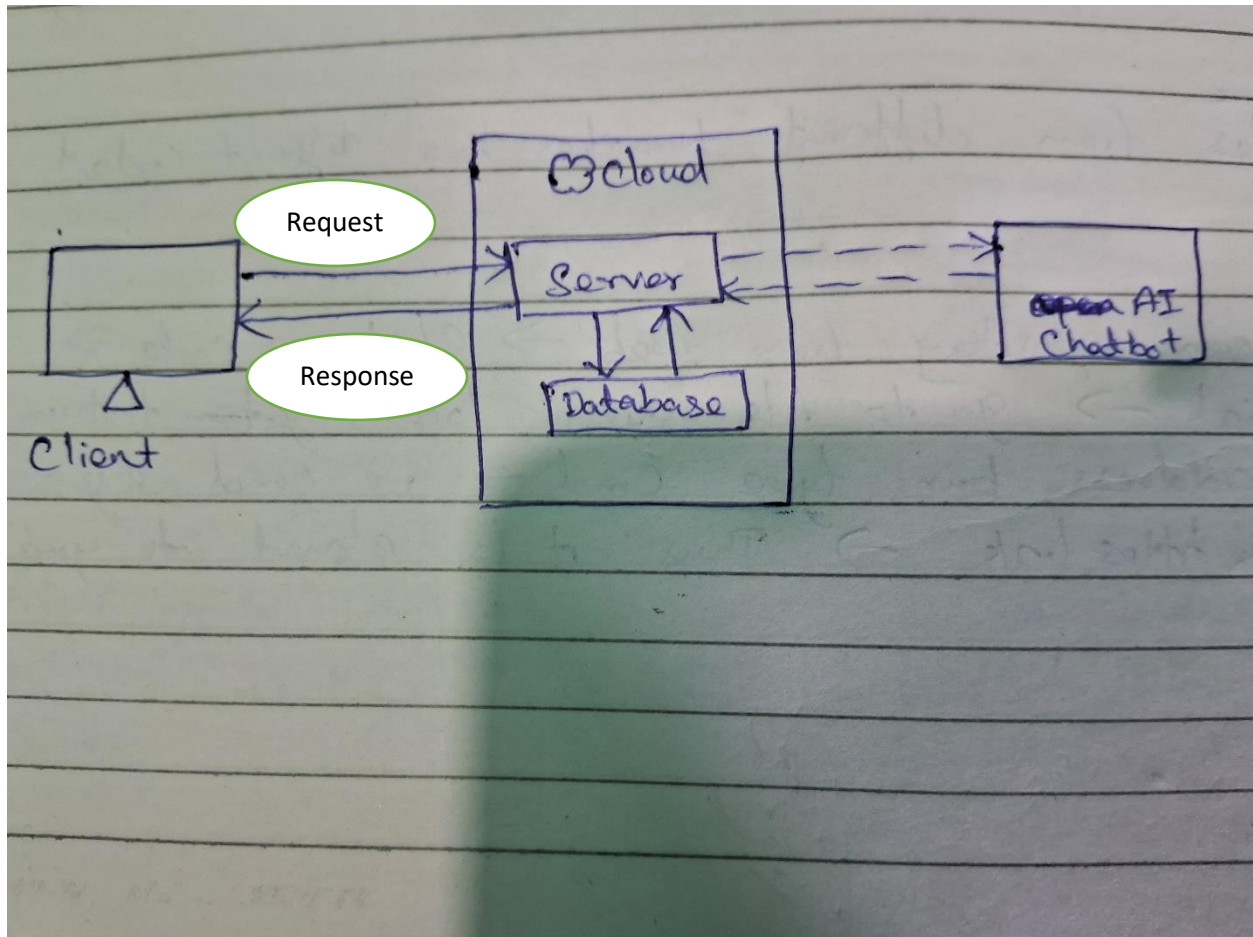 Cloud
Request
Server
Response
AI
Chatbot
Database
Client